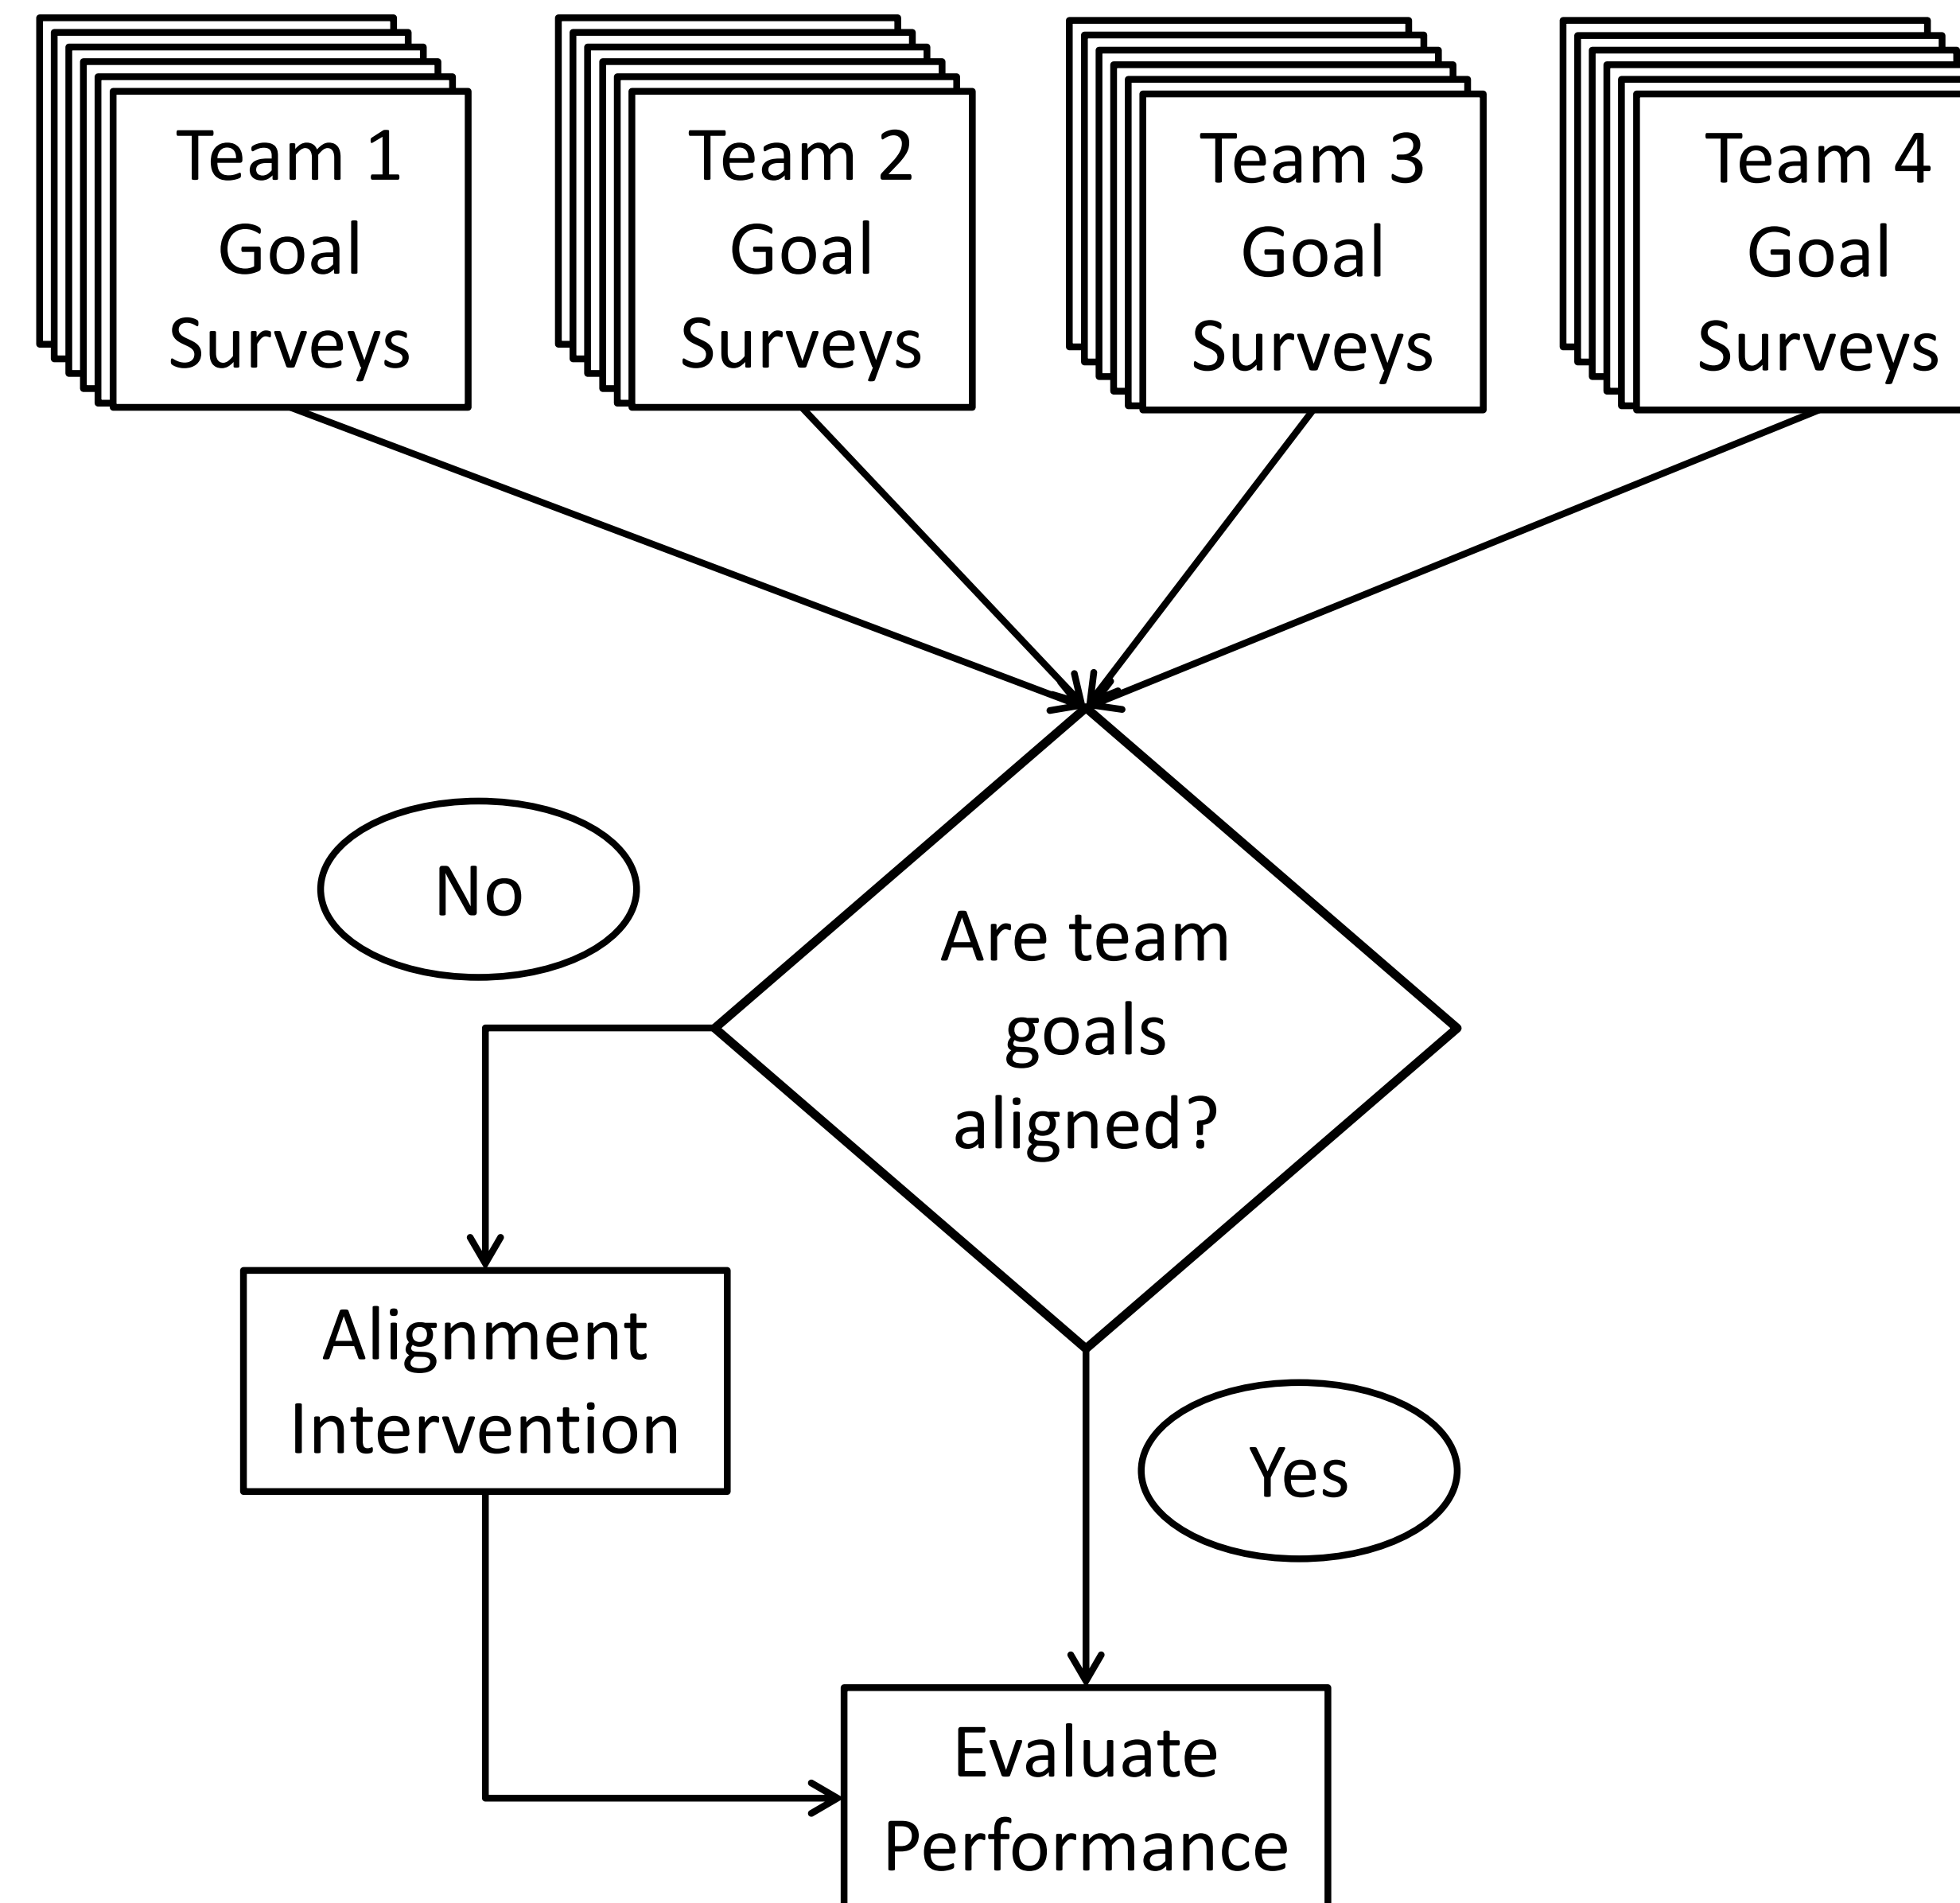 Team 1
Goal
Surveys
Team 2
Goal
Surveys
Team 3
Goal
Surveys
Team 4
Goal
Surveys
No
Are team
goals
aligned?
Alignment
Intervention
Yes
Evaluate
Performance